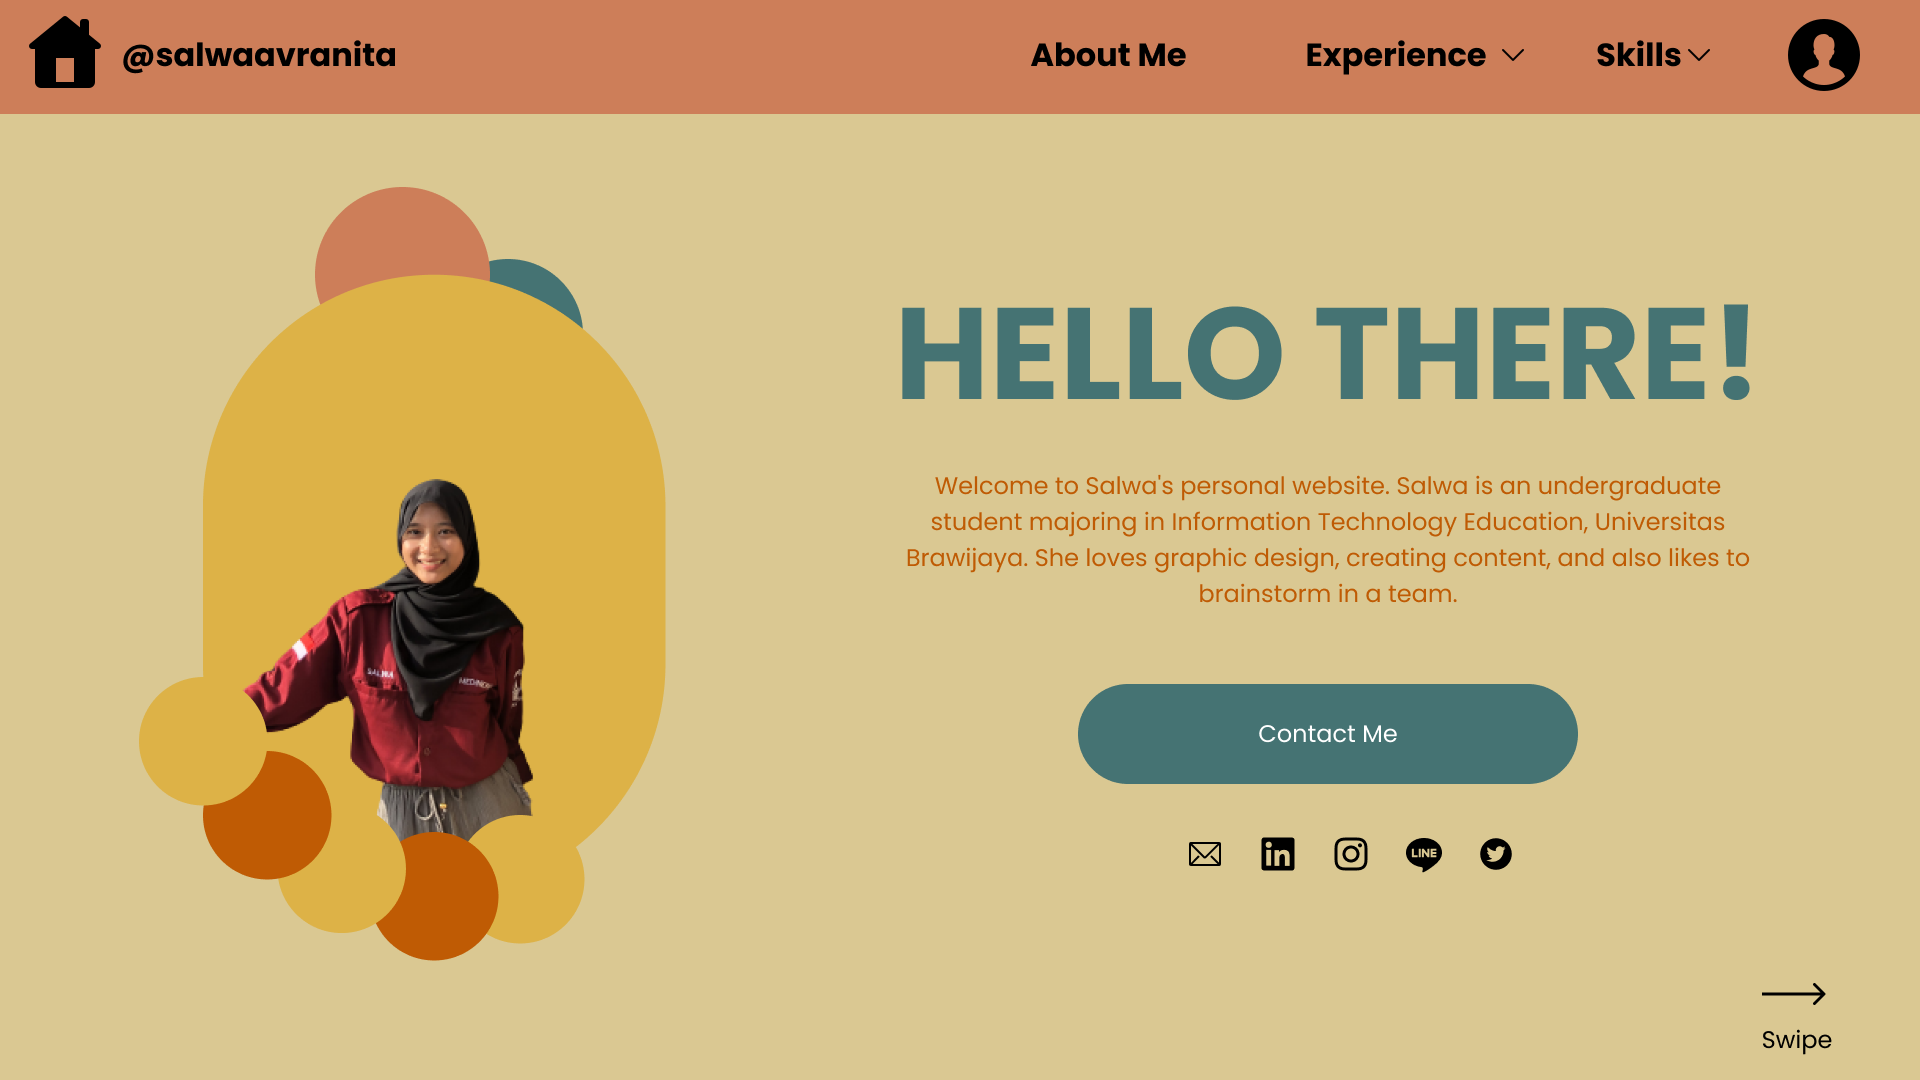 @salwaavranita
About Me
Experience
Skills
HELLO THERE!
Welcome to Salwa's personal website. Salwa is an undergraduate
student majoring in Information Technology Education, Universitas
Brawijaya. She loves graphic design, creating content, and also likes to
brainstorm in a team.
SALWA
Contact Me
in
LINE
Swipe